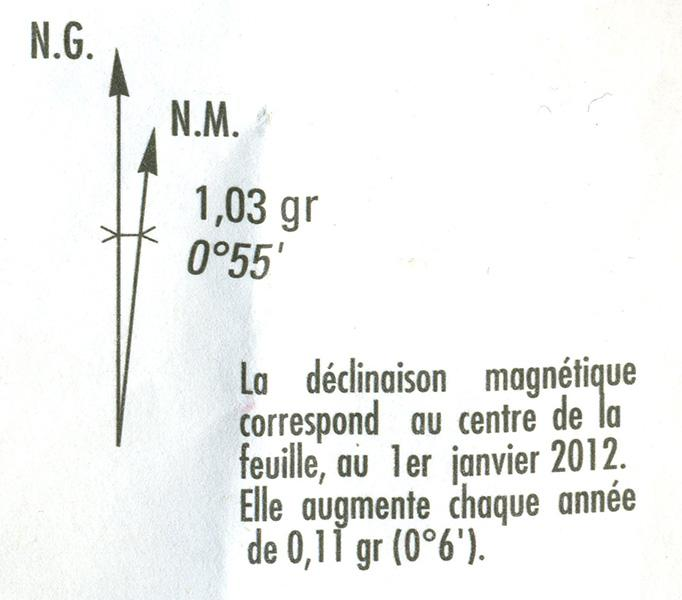 N.G.
N.M.
1,03 gr
0°55'
La déclinaison magnétique
correspond au centre de la
feuille, au 1er janvier 2012.
Elle augmente chaque année
de 0,11 gr (0°6').